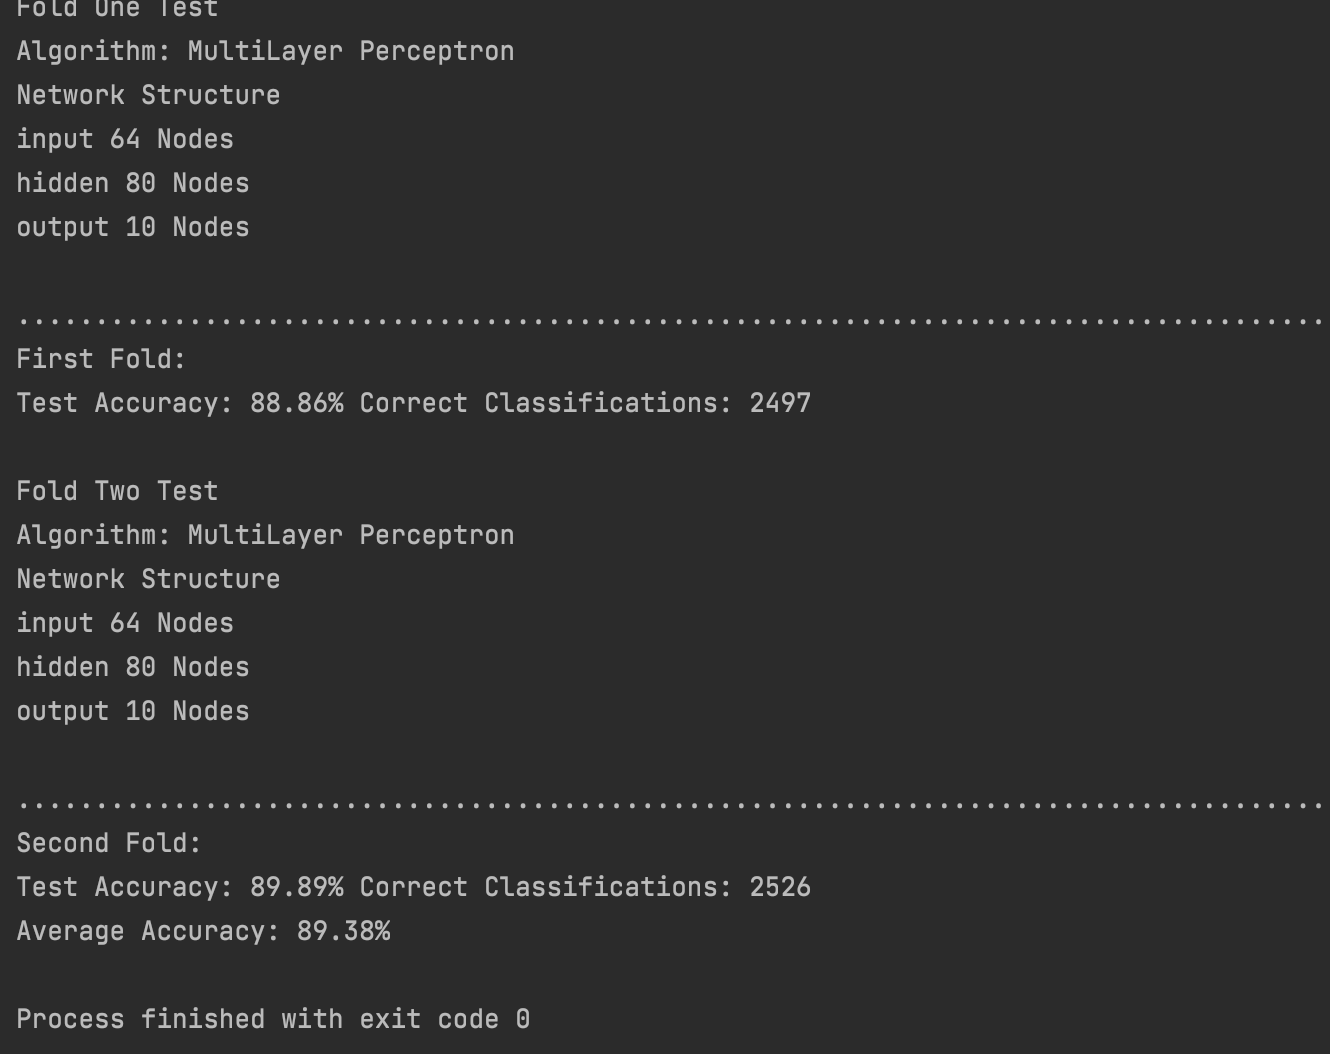 Fold One Test
Algorithm: MultiLayer Perceptron
Network Structure
input 64 Nodes
hidden 80 Nodes
output 10 Nodes
....................................................................................
First Fold:
Test Accuracy: 88.86% Correct Classifications: 2497
Fold Two Test
Algorithm: MultiLayer Perceptron
Network Structure
input 64 Nodes
hidden 80 Nodes
output 10 Nodes
....................................................................................
Second Fold:
Test Accuracy: 89.89% Correct Classifications: 2526
Average Accuracy: 89.38%
Process finished with exit code 0